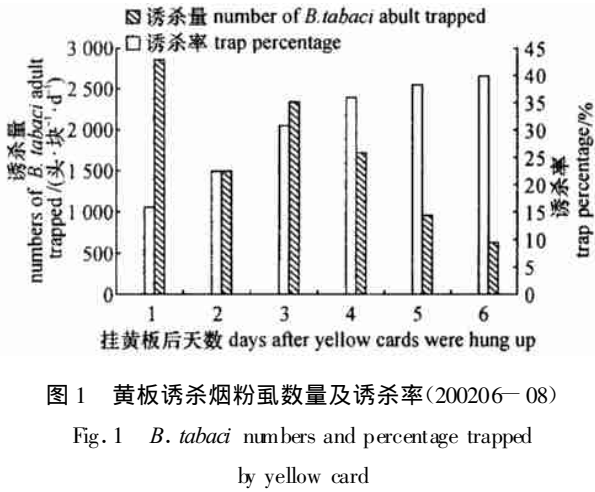 诱杀量 number of B.tabaci abult trapped
诱杀率 trap percentage
诱杀量
numbers of B. tabaci adult
trapped/(头·块⁻¹·d⁻¹)
3 000
2 500
2 000
1 500
1 000
500
0
45
40
35
30
25
20
15
10
5
0
诱杀率
trap percentage/%
1 2 3 4 5 6
挂黄板后天数 days after yellow cards were hung up
图 1 黄板诱杀烟粉虱数量及诱杀率(200206—08)
Fig. 1 B. tabaci numbers and percentage trapped
by yellow card